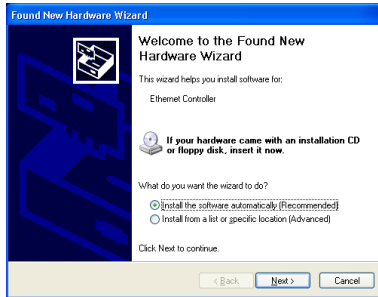 Found New Hardware Wizard
Welcome to the Found New
Hardware Wizard
This wizard helps you install software for:
Ethernet Controller
If your hardware came with an installation CD
or floppy disk, insert it now.
What do you want the wizard to do?
Install the software automatically (Recommended)
Install from a list or specific location (Advanced)
Click Next to continue.
< Back
Next >
Cancel